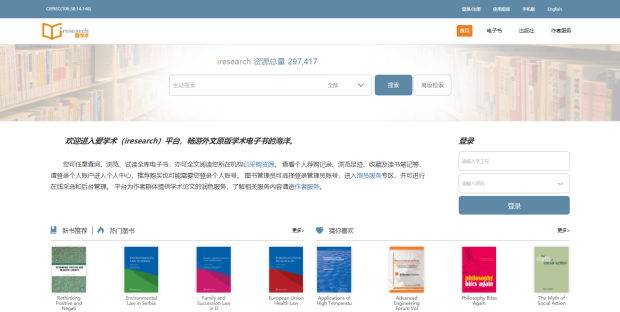 CEPIEC(106.38.14.146)
登录/注册 使用指南 手机版 English
iresearch
爱学术
首页 电子书 出版社 作者服务
iresearch 资源总量 297,417
全站搜索 全部 搜索 高级检索
欢迎进入爱学术（iresearch）平台，畅游外文原版学术电子书的海洋。
您可任意查阅、浏览、试读全库电子书，亦可全文阅读您所在机构已采购资源。 查看个人荐购记录、浏览足迹、收藏及读书笔记等，
请登录个人账户进入个人中心，推荐购买也可能需要您登录个人账号。 图书管理员可选择登录管理员账号，进入馆员服务专区，并可进行
在线采选和后台管理。 平台为作者群体提供学术论文的润色服务，了解相关服务内容请进作者服务。
登录
请输入学工号
请输入密码
登录
新书推荐 热门图书 更多»
猜你喜欢 更多»
Rethinking
Positive and
Negati
Environmental
Law in Serbia
Family and
Succession Law
in D
European Union
Health Law
Applications of
High Temperatu
Advanced
Engineering
Forum Vol
philosophy
bites again
Philosophy Bites
Again
The Myth of
Social Action